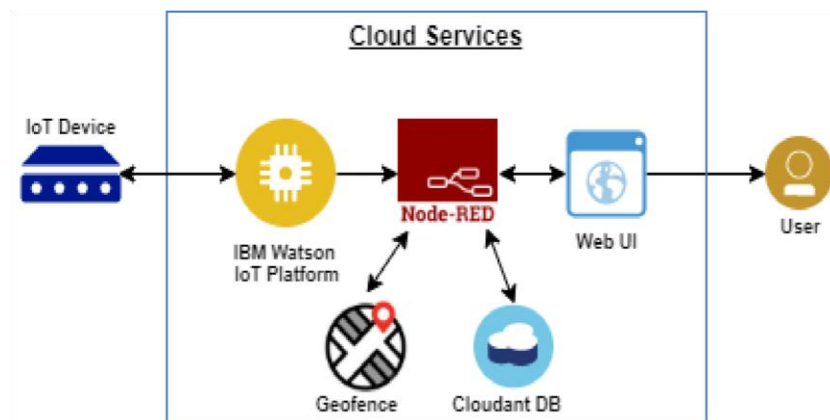 Cloud Services
IoT Device
Node-RED
IBM Watson
IoT Platform
Web UI
User
Geofence
Cloudant DB